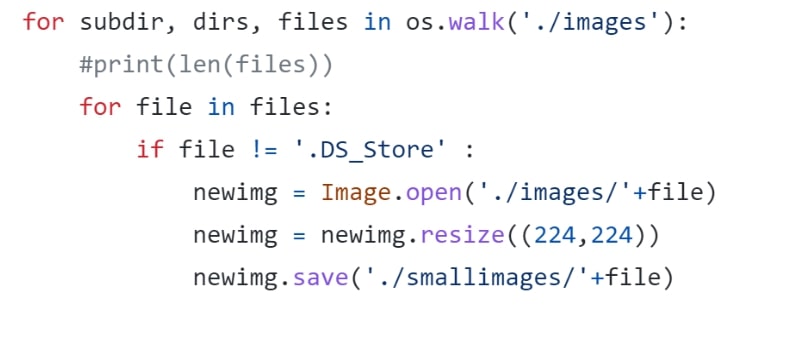 for subdir, dirs, files in os.walk('./images'):
    #print(len(files))
    for file in files:
        if file != '.DS_Store' :
            newimg = Image.open('./images/'+file)
            newimg = newimg.resize((224,224))
            newimg.save('./smallimages/'+file)